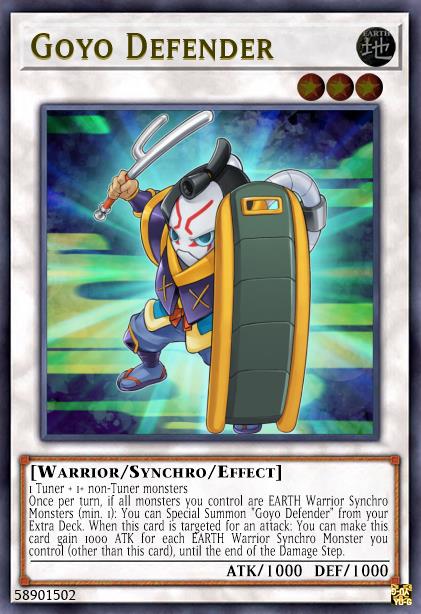 GOYO DEFENDER
EARTH
地
[WARRIOR/SYNCHRO/EFFECT]
1 Tuner + 1+ non-Tuner monsters
Once per turn, if all monsters you control are EARTH Warrior Synchro
Monsters (min. 1): You can Special Summon "Goyo Defender" from your
Extra Deck. When this card is targeted for an attack: You can make this
card gain 1000 ATK for each EARTH Warrior Synchro Monster you
control (other than this card), until the end of the Damage Step.
ATK/1000 DEF/1000
58901502